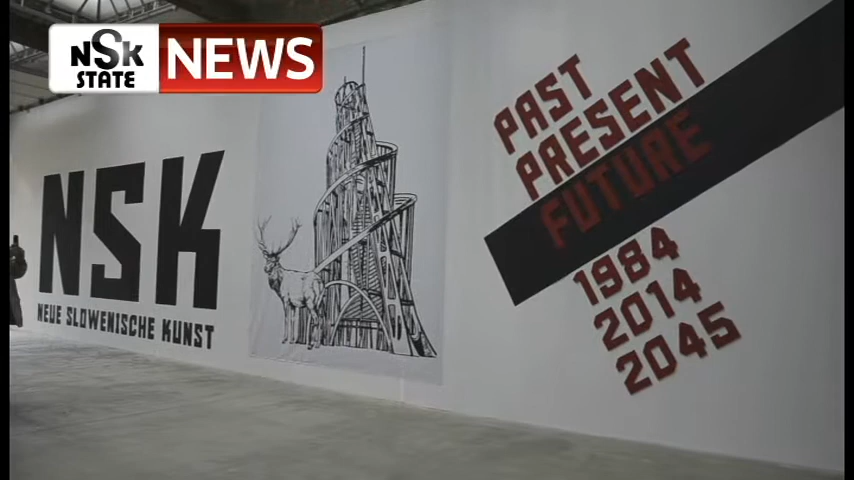 NSK
STATE
NEWS
NSK
NEUE SLOWENISCHE KUNST
PAST
PRESENT
FUTURE
1984
2014
2045